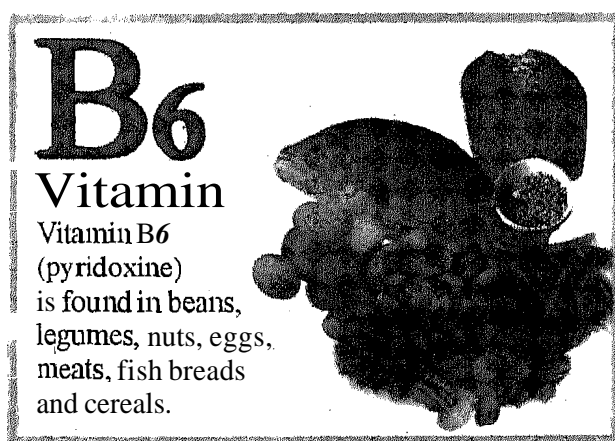 B6
Vitamin
Vitamin B6
(pyridoxine)
is found in beans,
legumes, nuts, eggs,
meats, fish breads
and cereals.